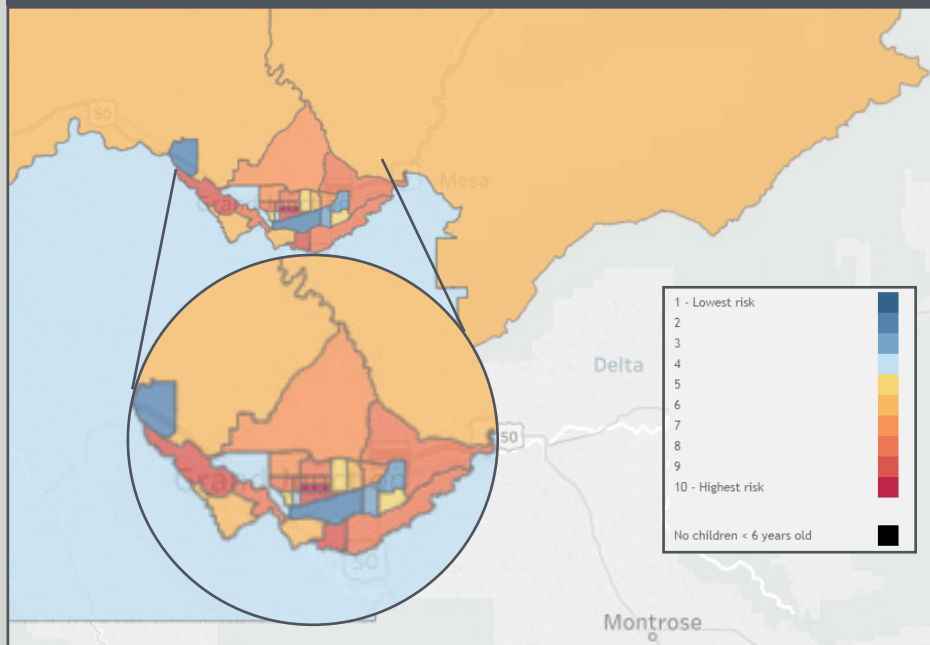 50
Mesa
1 - Lowest risk
2
3
4
5
6
7
8
9
10 - Highest risk
No children < 6 years old
Delta
50
50
Montrose